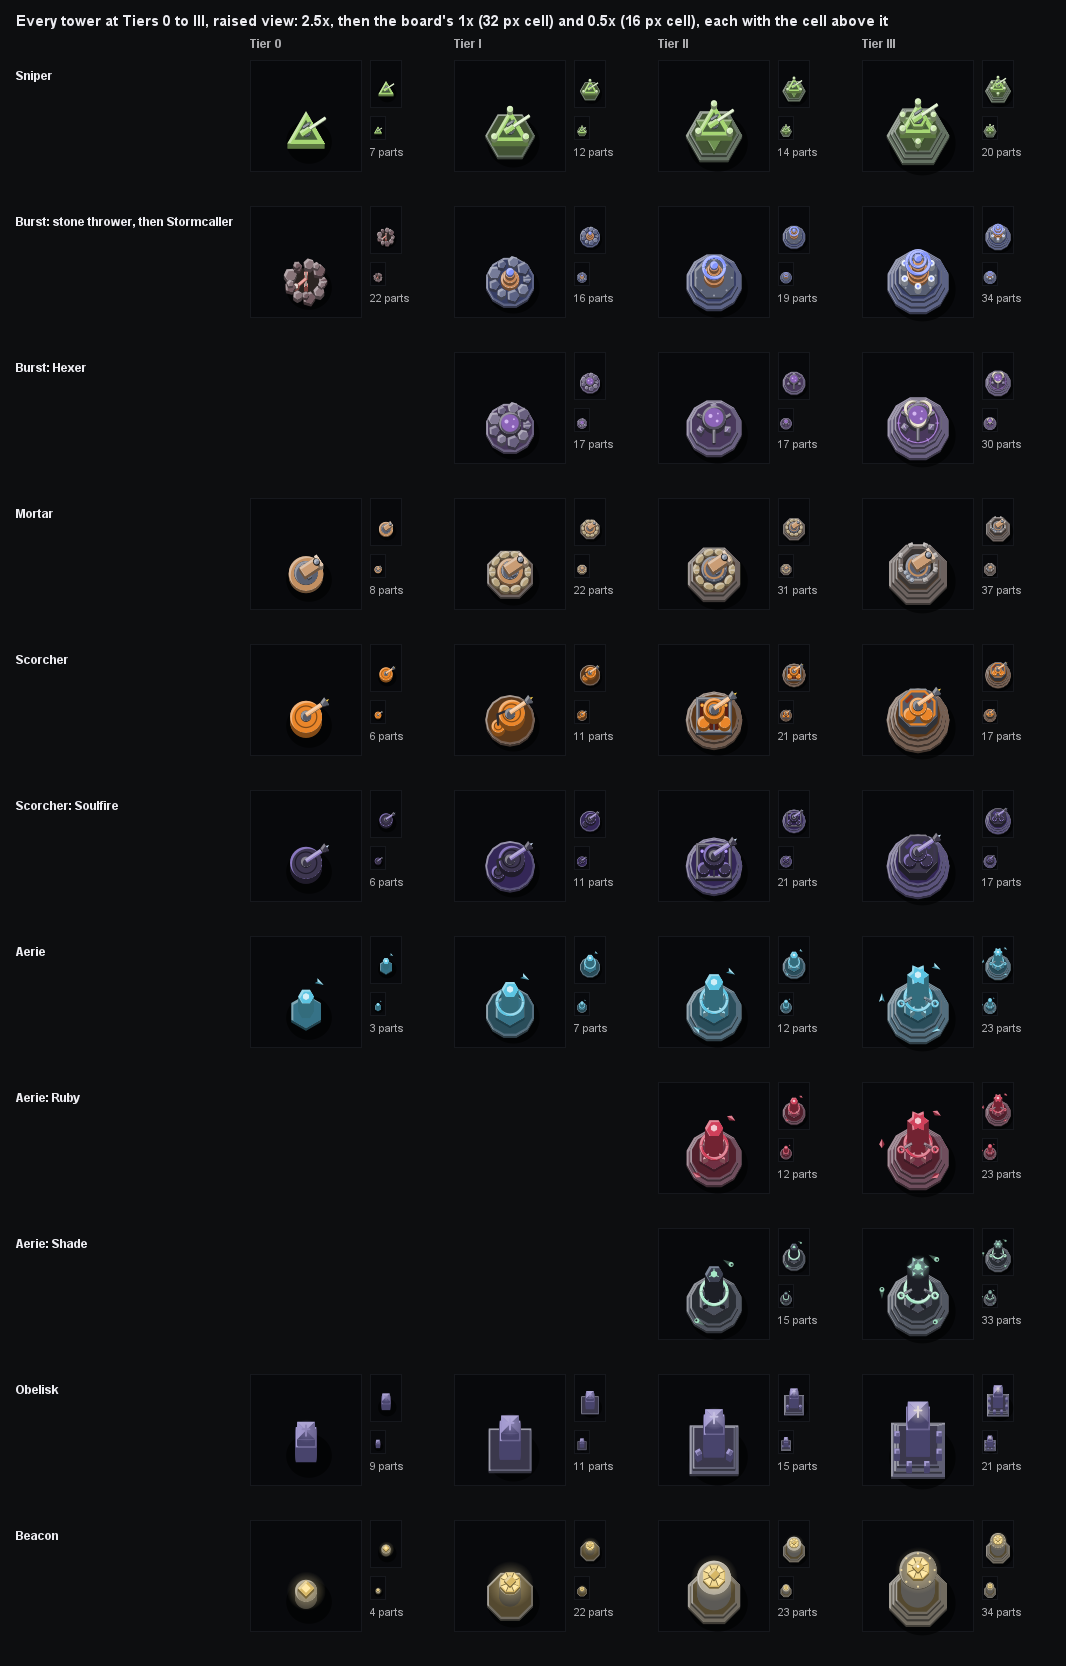 Every tower at Tiers 0 to III, raised view: 2.5x, then the board's 1x (32 px cell) and 0.5x (16 px cell), each with the cell above it
Tier 0 Tier I Tier II Tier III
Sniper
7 parts 12 parts 14 parts 20 parts
Burst: stone thrower, then Stormcaller
22 parts 16 parts 19 parts 34 parts
Burst: Hexer
17 parts 17 parts 30 parts
Mortar
8 parts 22 parts 31 parts 37 parts
Scorcher
6 parts 11 parts 21 parts 17 parts
Scorcher: Soulfire
6 parts 11 parts 21 parts 17 parts
Aerie
3 parts 7 parts 12 parts 23 parts
Aerie: Ruby
12 parts 23 parts
Aerie: Shade
15 parts 33 parts
Obelisk
9 parts 11 parts 15 parts 21 parts
Beacon
4 parts 22 parts 23 parts 34 parts